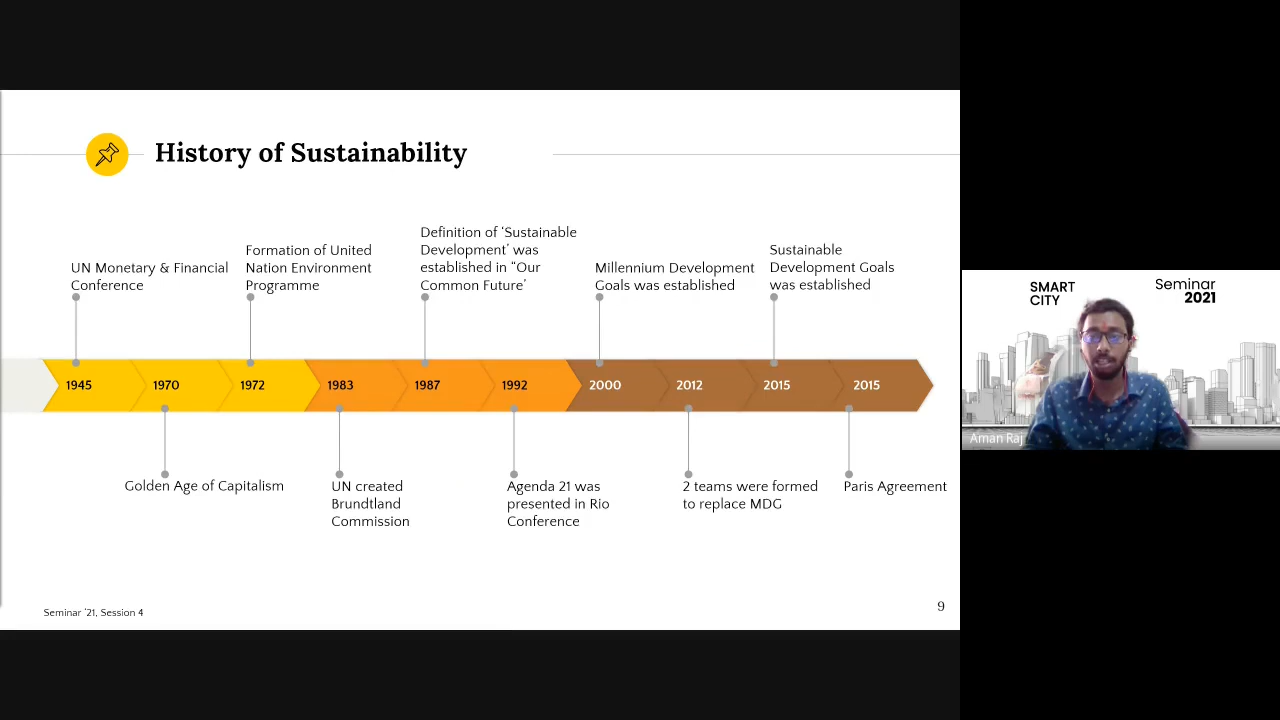 History of Sustainability
UN Monetary & Financial
Conference
Formation of United
Nation Environment
Programme
Definition of ‘Sustainable
Development’ was
established in “Our
Common Future’
Millennium Development
Goals was established
Sustainable
Development Goals
was established
1945
1970
1972
1983
1987
1992
2000
2012
2015
2015
Golden Age of Capitalism
UN created
Brundtland
Commission
Agenda 21 was
presented in Rio
Conference
2 teams were formed
to replace MDG
Paris Agreement
Seminar ’21, Session 4
9
SMART
CITY
Seminar
2021
Aman Raj